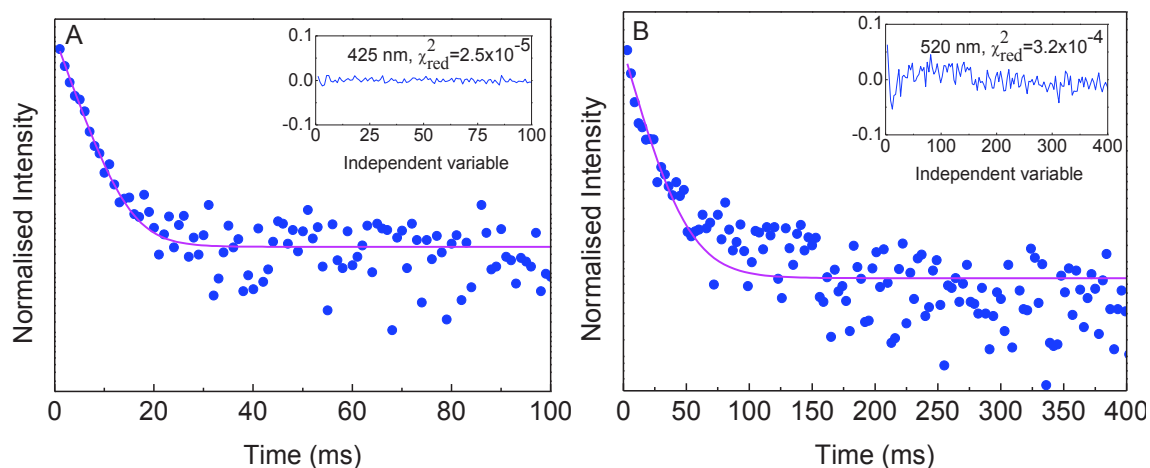 A
425 nm, χ²red=2.5x10⁻⁵
0.1
0.0
-0.1
0 25 50 75 100
Independent variable
Normalised Intensity
0 20 40 60 80 100
Time (ms)
B
520 nm, χ²red=3.2x10⁻⁴
0.1
0.0
-0.1
0 100 200 300 400
Independent variable
Normalised Intensity
0 50 100 150 200 250 300 350 400
Time (ms)